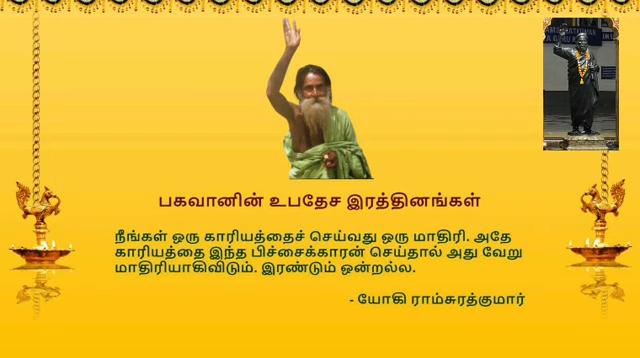 பகவானின் உபதேச இரத்தினங்கள்
நீங்கள் ஒரு காரியத்தைச் செய்வது ஒரு மாதிரி. அதே
காரியத்தை இந்த பிச்சைக்காரன் செய்தால் அது வேறு
மாதிரியாகிவிடும். இரண்டும் ஒன்றல்ல.
- யோகி ராம்சுரத்குமார்